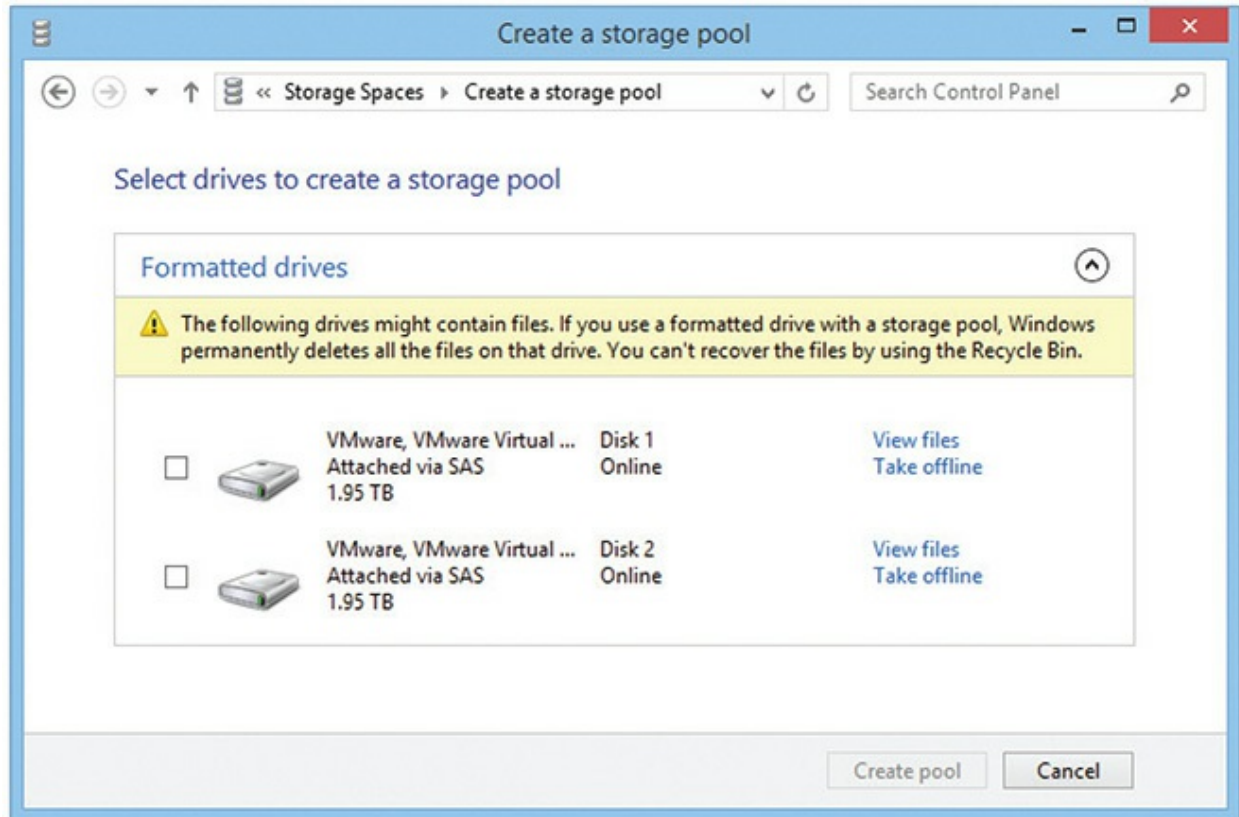 Create a storage pool
« Storage Spaces Create a storage pool
Search Control Panel
Select drives to create a storage pool
Formatted drives
The following drives might contain files. If you use a formatted drive with a storage pool, Windows
permanently deletes all the files on that drive. You can't recover the files by using the Recycle Bin.
VMware, VMware Virtual ... Disk 1 View files
Attached via SAS Online Take offline
1.95 TB
VMware, VMware Virtual ... Disk 2 View files
Attached via SAS Online Take offline
1.95 TB
Create pool Cancel